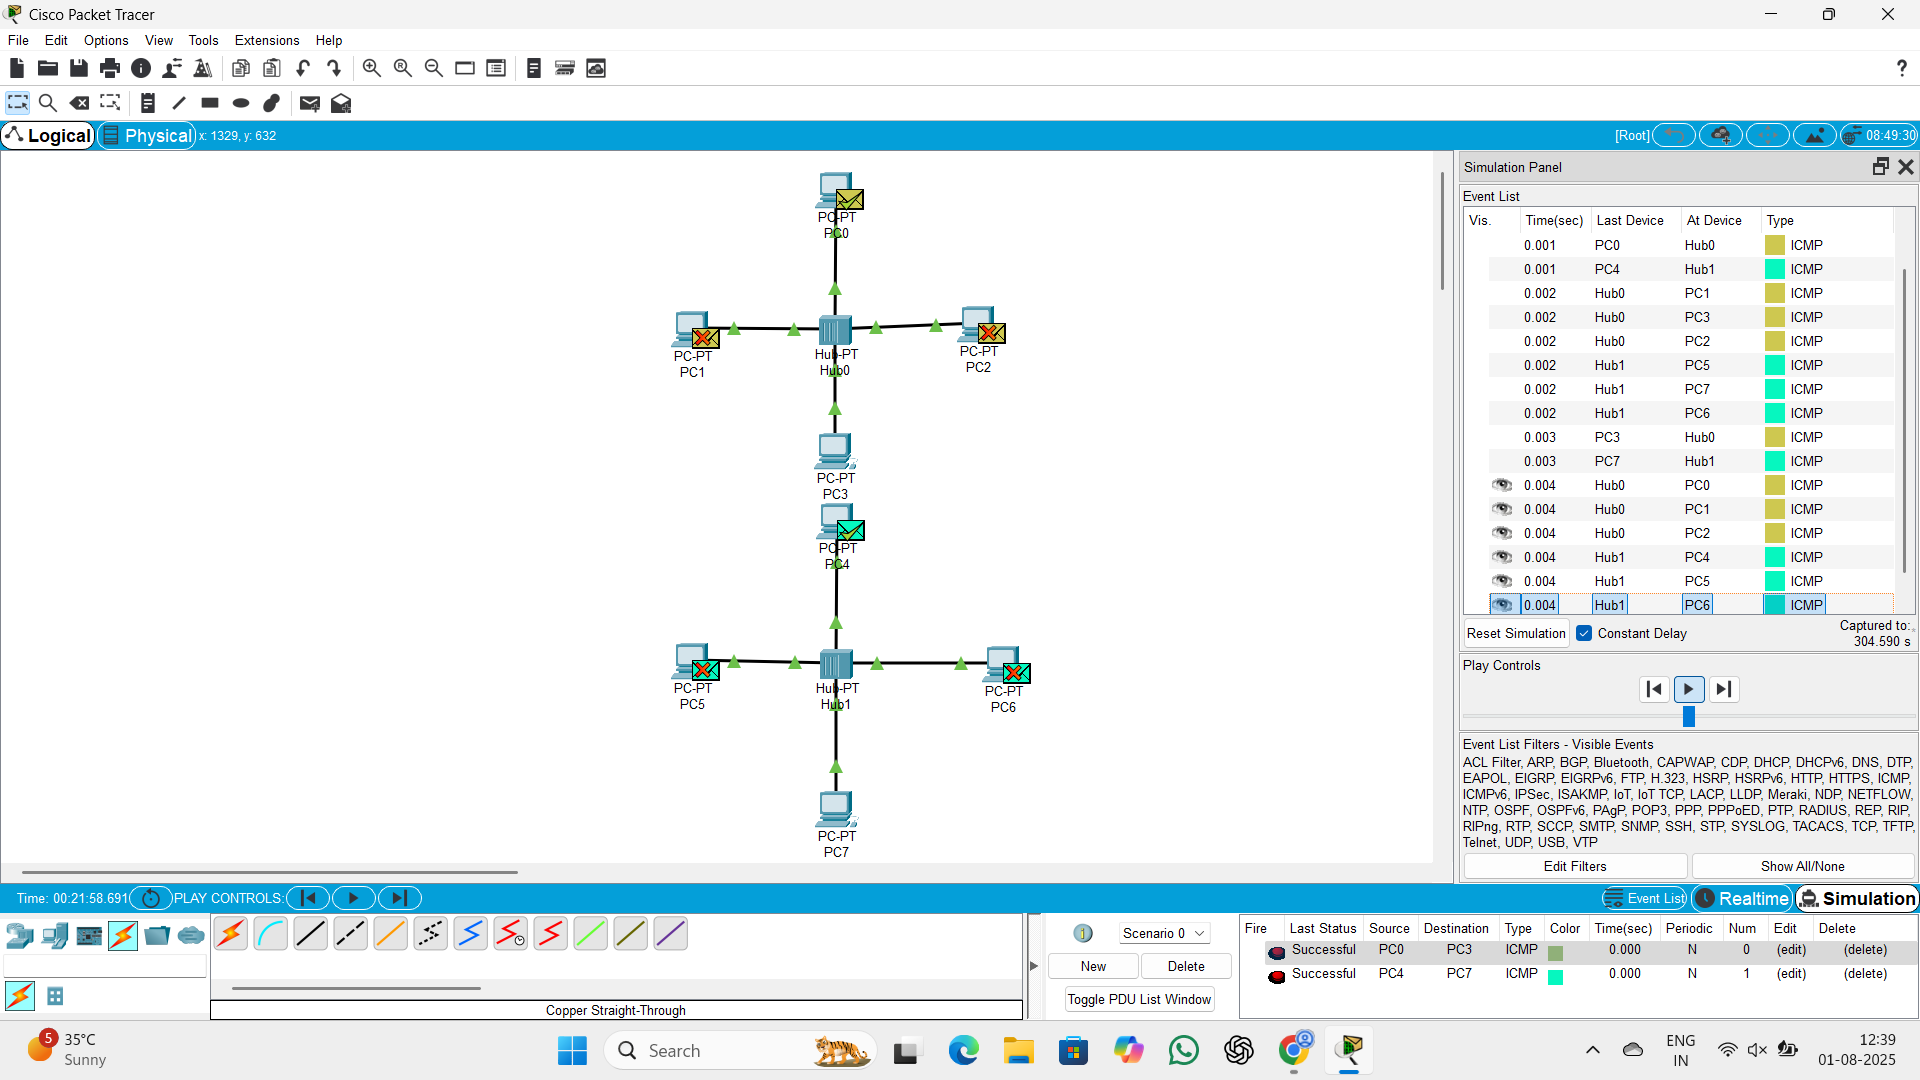 Cisco Packet Tracer
File Edit Options View Tools Extensions Help
?
Logical Physical x: 1329, y: 632 [Root] 08:49:30
PC-PT
PC0
PC-PT
PC1
Hub-PT
Hub0
PC-PT
PC2
PC-PT
PC3
PC-PT
PC4
PC-PT
PC5
Hub-PT
Hub1
PC-PT
PC6
PC-PT
PC7
Simulation Panel
Event List
Vis. Time(sec) Last Device At Device Type
0.001 PC0 Hub0 ICMP
0.001 PC4 Hub1 ICMP
0.002 Hub0 PC1 ICMP
0.002 Hub0 PC3 ICMP
0.002 Hub0 PC2 ICMP
0.002 Hub1 PC5 ICMP
0.002 Hub1 PC7 ICMP
0.002 Hub1 PC6 ICMP
0.003 PC3 Hub0 ICMP
0.003 PC7 Hub1 ICMP
0.004 Hub0 PC0 ICMP
0.004 Hub0 PC1 ICMP
0.004 Hub0 PC2 ICMP
0.004 Hub1 PC4 ICMP
0.004 Hub1 PC5 ICMP
0.004 Hub1 PC6 ICMP
Reset Simulation Constant Delay Captured to:*
304.590 s
Play Controls
Event List Filters - Visible Events
ACL Filter, ARP, BGP, Bluetooth, CAPWAP, CDP, DHCP, DHCPv6, DNS, DTP,
EAPOL, EIGRP, EIGRPv6, FTP, H.323, HSRP, HSRPv6, HTTP, HTTPS, ICMP,
ICMPv6, IPSec, ISAKMP, IoT, IoT TCP, LACP, LLDP, Meraki, NDP, NETFLOW,
NTP, OSPF, OSPFv6, PAgP, POP3, PPP, PPPoED, PTP, RADIUS, REP, RIP,
RIPng, RTP, SCCP, SMTP, SNMP, SSH, STP, SYSLOG, TACACS, TCP, TFTP,
Telnet, UDP, USB, VTP
Edit Filters Show All/None
Time: 00:21:58.691 PLAY CONTROLS: Event List Realtime Simulation
Copper Straight-Through
1 Scenario 0
New Delete
Toggle PDU List Window
Fire Last Status Source Destination Type Color Time(sec) Periodic Num Edit Delete
Successful PC0 PC3 ICMP 0.000 N 0 (edit) (delete)
Successful PC4 PC7 ICMP 0.000 N 1 (edit) (delete)
5
35°C
Sunny
Search
ENG
IN
12:39
01-08-2025